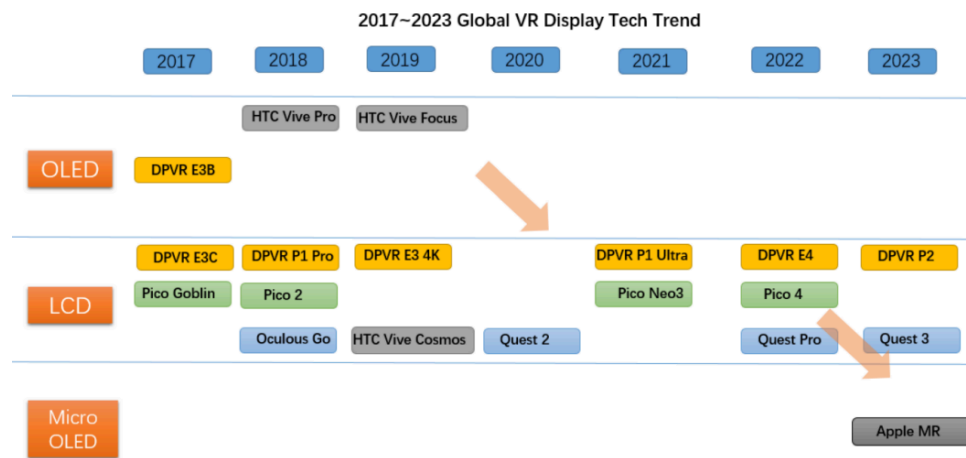 2017~2023 Global VR Display Tech Trend
2017 2018 2019 2020 2021 2022 2023
HTC Vive Pro HTC Vive Focus
OLED
DPVR E3B
DPVR E3C DPVR P1 Pro DPVR E3 4K DPVR P1 Ultra DPVR E4 DPVR P2
LCD
Pico Goblin Pico 2 Pico Neo3 Pico 4
Oculous Go HTC Vive Cosmos Quest 2 Quest Pro Quest 3
Micro
OLED
Apple MR